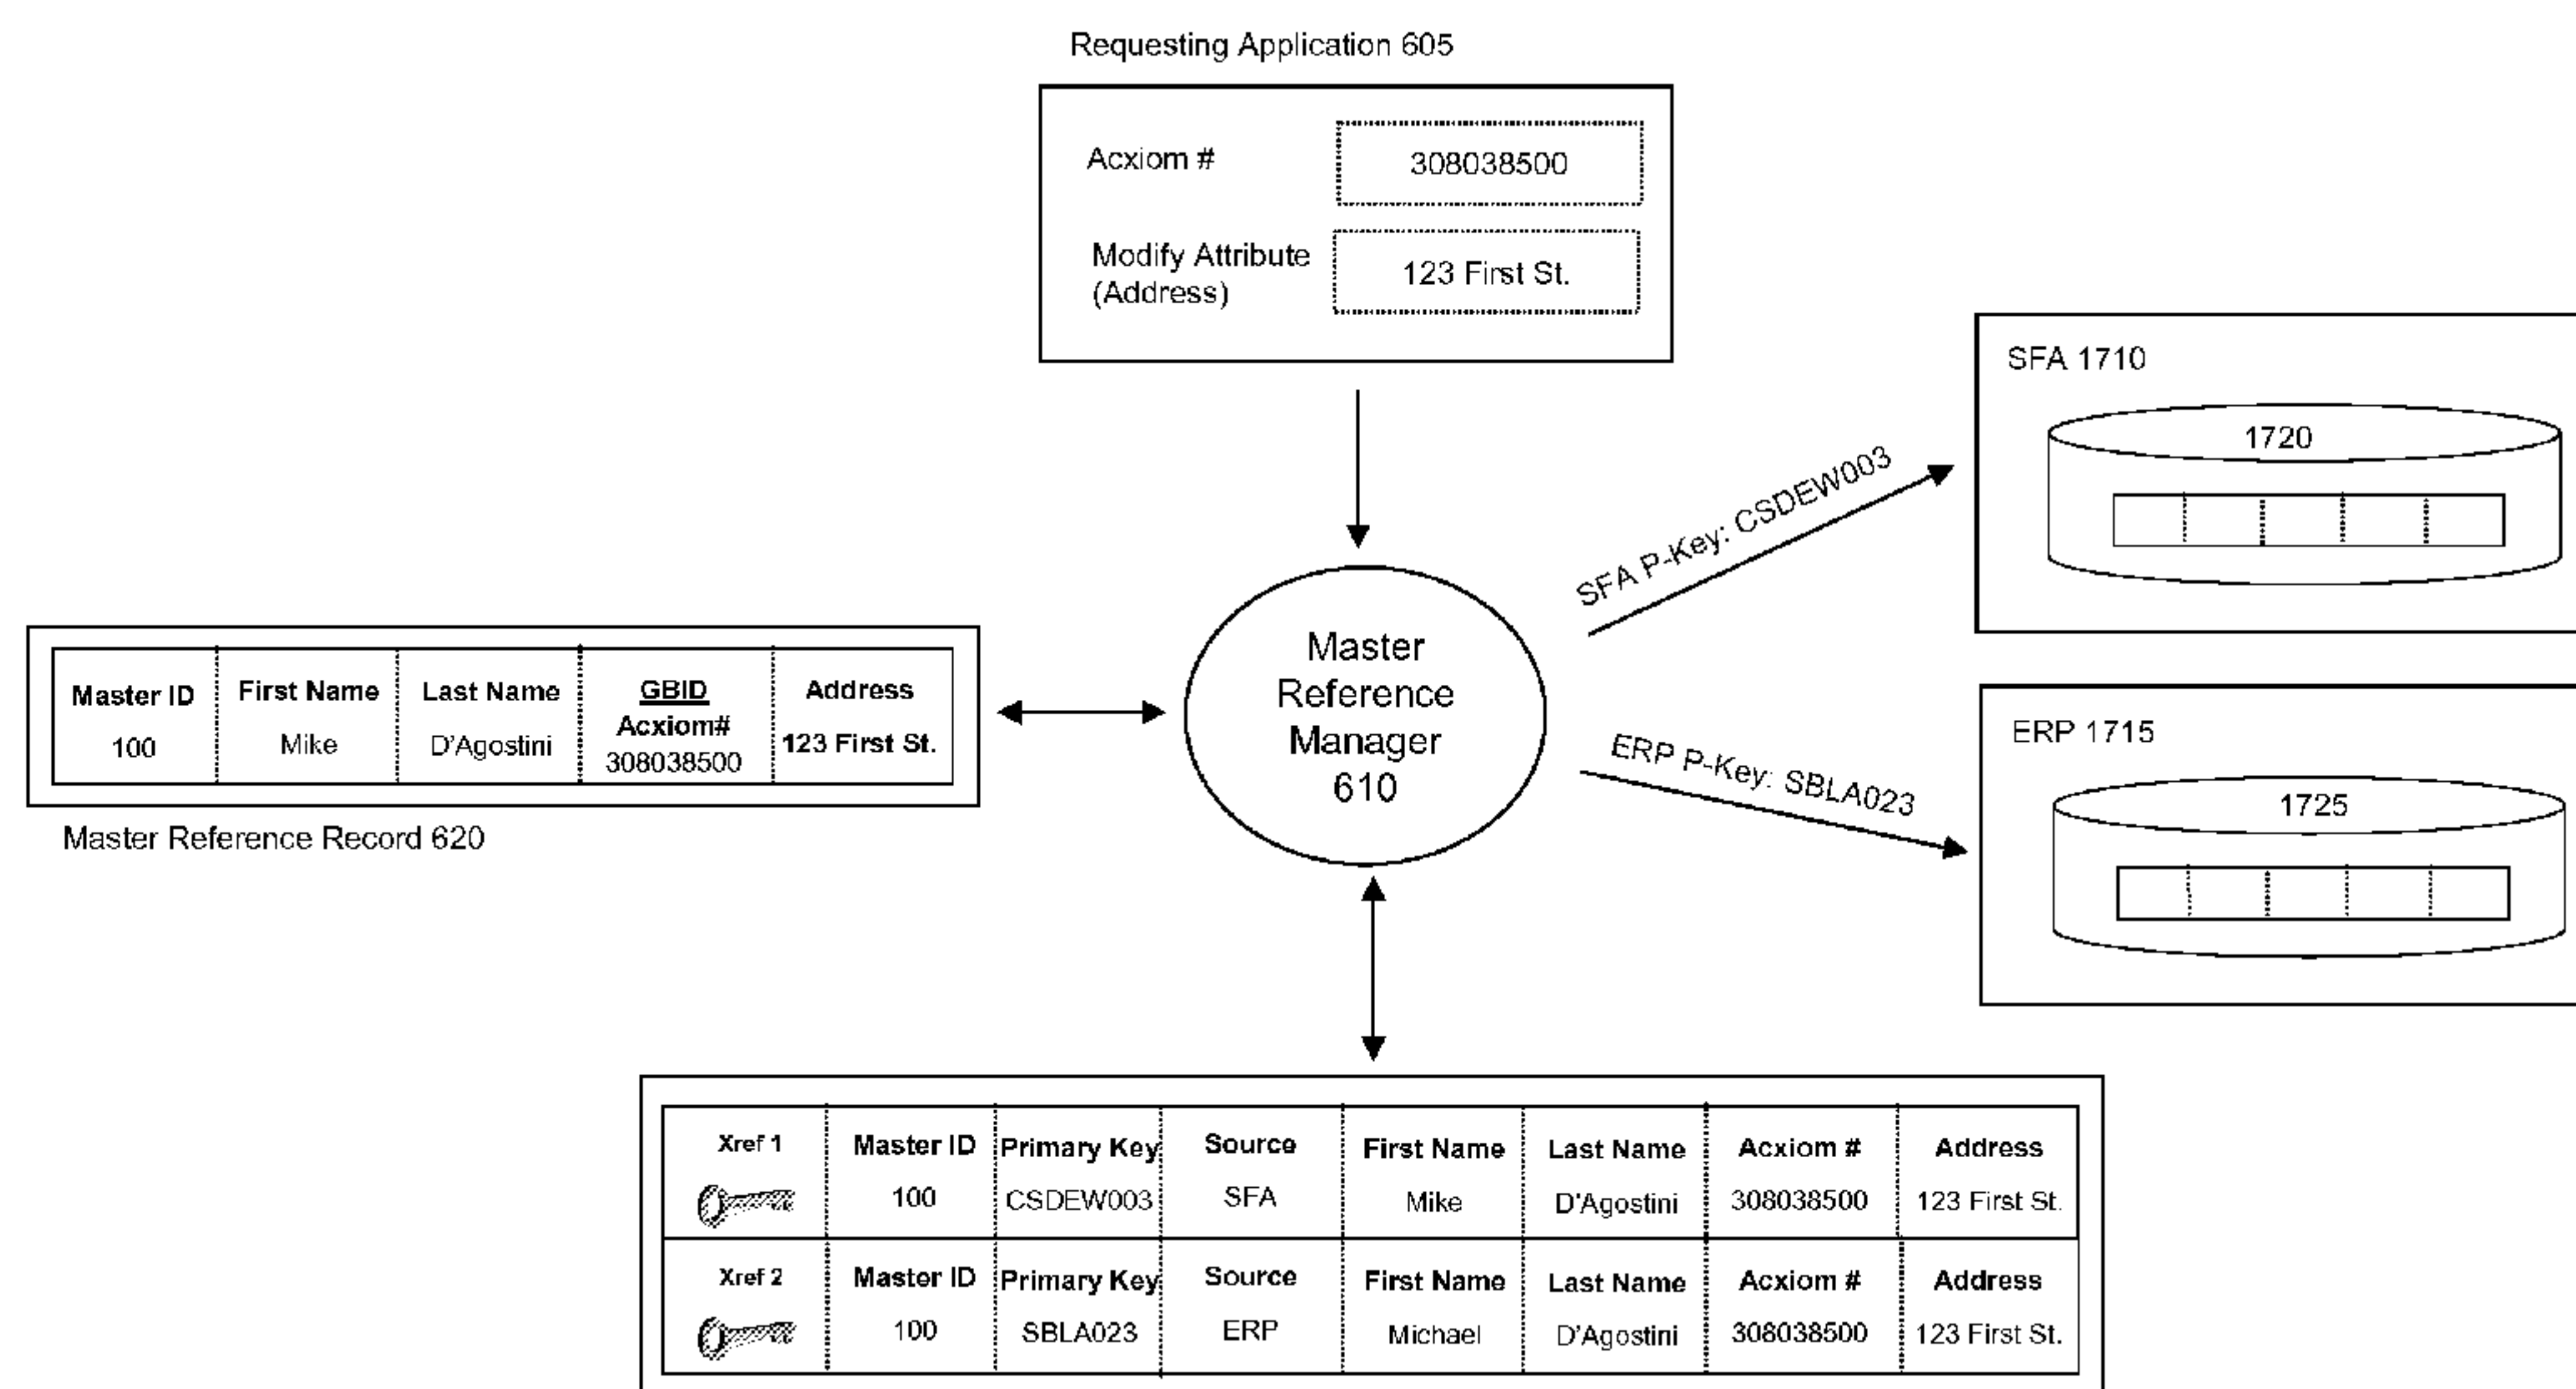 Requesting Application 605
Acxiom #
308038500
Modify Attribute
(Address)
123 First St.
SFA 1710
1720
SFA P-Key: CSDEW003
Master
Reference
Manager
610
Master ID First Name Last Name GBID Address
Acxiom#
100 Mike D'Agostini 308038500 123 First St.
Master Reference Record 620
ERP P-Key: SBLA023
ERP 1715
1725
Xref 1 Master ID Primary Key Source First Name Last Name Acxiom # Address
100 CSDEW003 SFA Mike D'Agostini 308038500 123 First St.
Xref 2 Master ID Primary Key Source First Name Last Name Acxiom # Address
100 SBLA023 ERP Michael D'Agostini 308038500 123 First St.